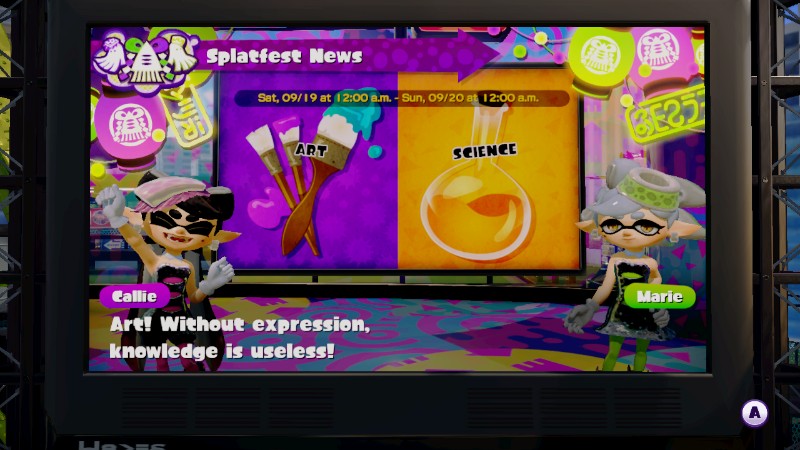 Splatfest News
Sat, 09/19 at 12:00 a.m. - Sun, 09/20 at 12:00 a.m.
ART
SCIENCE
Callie
Marie
Art! Without expression,
knowledge is useless!
A